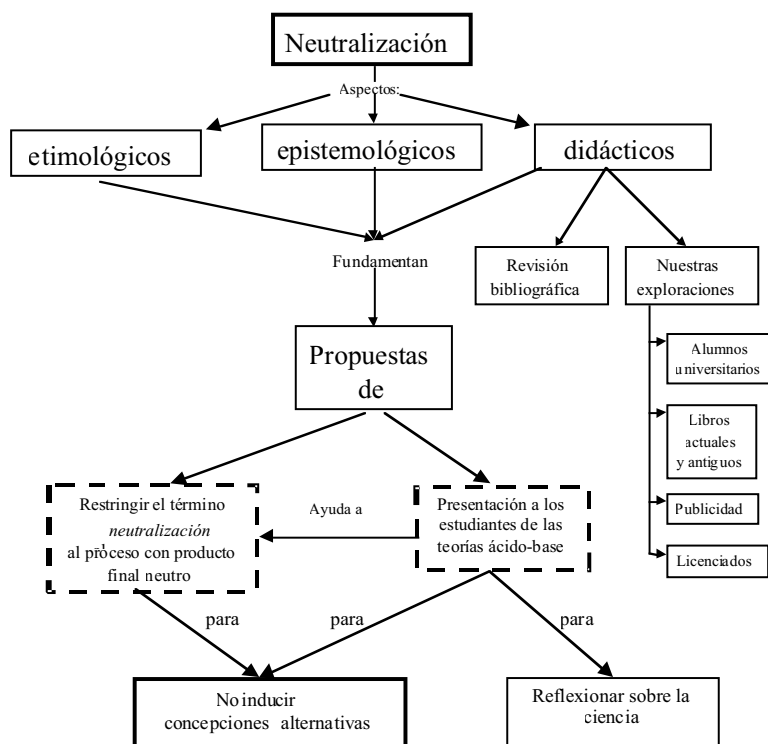 Neutralización
Aspectos:
etimológicos
epistemológicos
didácticos
Fundamentan
Revisión
bibliográfica
Nuestras
exploraciones
Propuestas
de
Alumnos
universitarios
Libros
actuales
y antiguos
Publicidad
Licenciados
Restringir el término
neutralización
al proceso con producto
final neutro
Ayuda a
Presentación a los
estudiantes de las
teorías ácido-base
para
para
para
No inducir
concepciones alternativas
Reflexionar sobre la
ciencia